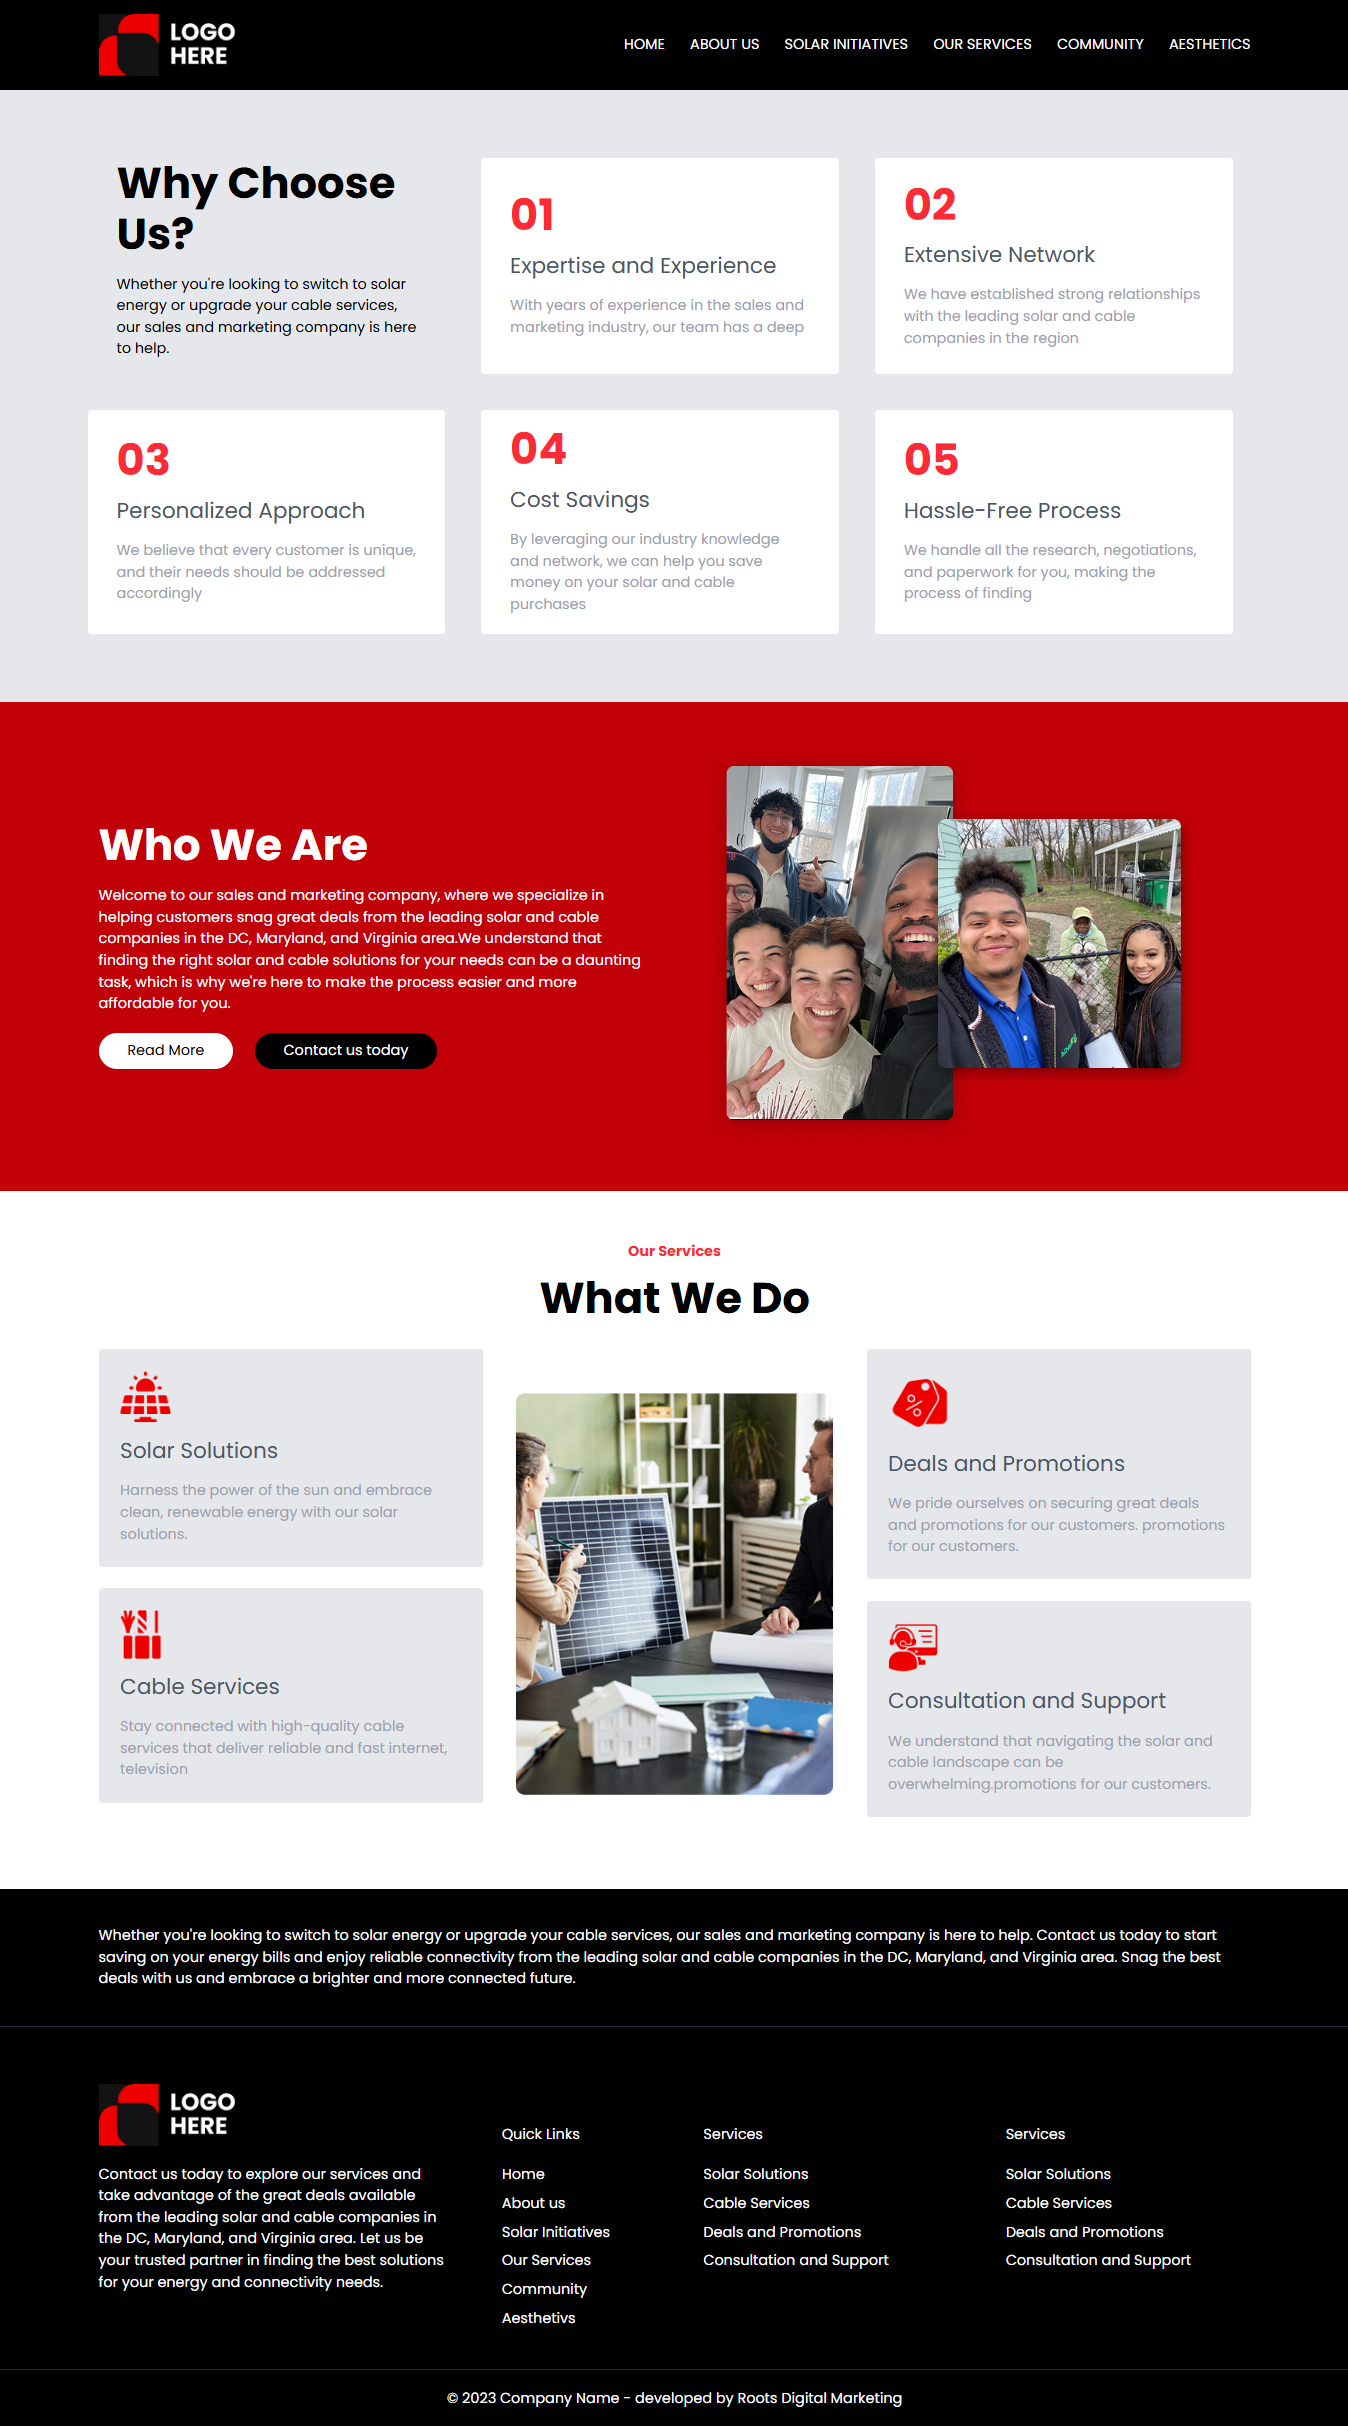 LOGO
HERE
HOME ABOUT US SOLAR INITIATIVES OUR SERVICES COMMUNITY AESTHETICS
Why Choose
Us?
Whether you're looking to switch to solar
energy or upgrade your cable services,
our sales and marketing company is here
to help.
01
Expertise and Experience
With years of experience in the sales and
marketing industry, our team has a deep
02
Extensive Network
We have established strong relationships
with the leading solar and cable
companies in the region
03
Personalized Approach
We believe that every customer is unique,
and their needs should be addressed
accordingly
04
Cost Savings
By leveraging our industry knowledge
and network, we can help you save
money on your solar and cable
purchases
05
Hassle-Free Process
We handle all the research, negotiations,
and paperwork for you, making the
process of finding
Who We Are
Welcome to our sales and marketing company, where we specialize in
helping customers snag great deals from the leading solar and cable
companies in the DC, Maryland, and Virginia area.We understand that
finding the right solar and cable solutions for your needs can be a daunting
task, which is why we're here to make the process easier and more
affordable for you.
Read More
Contact us today
Our Services
What We Do
Solar Solutions
Harness the power of the sun and embrace
clean, renewable energy with our solar
solutions.
Cable Services
Stay connected with high-quality cable
services that deliver reliable and fast internet,
television
%
Deals and Promotions
We pride ourselves on securing great deals
and promotions for our customers. promotions
for our customers.
Consultation and Support
We understand that navigating the solar and
cable landscape can be
overwhelming.promotions for our customers.
Whether you're looking to switch to solar energy or upgrade your cable services, our sales and marketing company is here to help. Contact us today to start
saving on your energy bills and enjoy reliable connectivity from the leading solar and cable companies in the DC, Maryland, and Virginia area. Snag the best
deals with us and embrace a brighter and more connected future.
LOGO
HERE
Contact us today to explore our services and
take advantage of the great deals available
from the leading solar and cable companies in
the DC, Maryland, and Virginia area. Let us be
your trusted partner in finding the best solutions
for your energy and connectivity needs.
Quick Links
Home
About us
Solar Initiatives
Our Services
Community
Aesthetivs
Services
Solar Solutions
Cable Services
Deals and Promotions
Consultation and Support
Services
Solar Solutions
Cable Services
Deals and Promotions
Consultation and Support
© 2023 Company Name - developed by Roots Digital Marketing